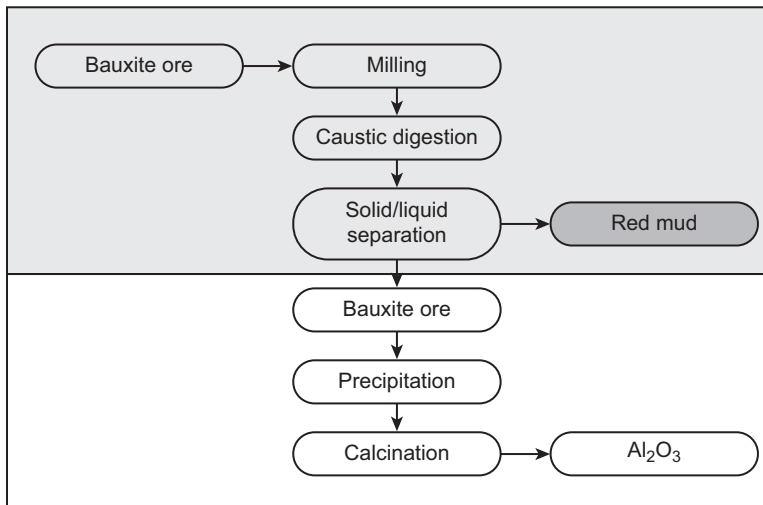 Bauxite ore
Milling
Caustic digestion
Solid/liquid
separation
Red mud
Bauxite ore
Precipitation
Calcination
Al₂O₃